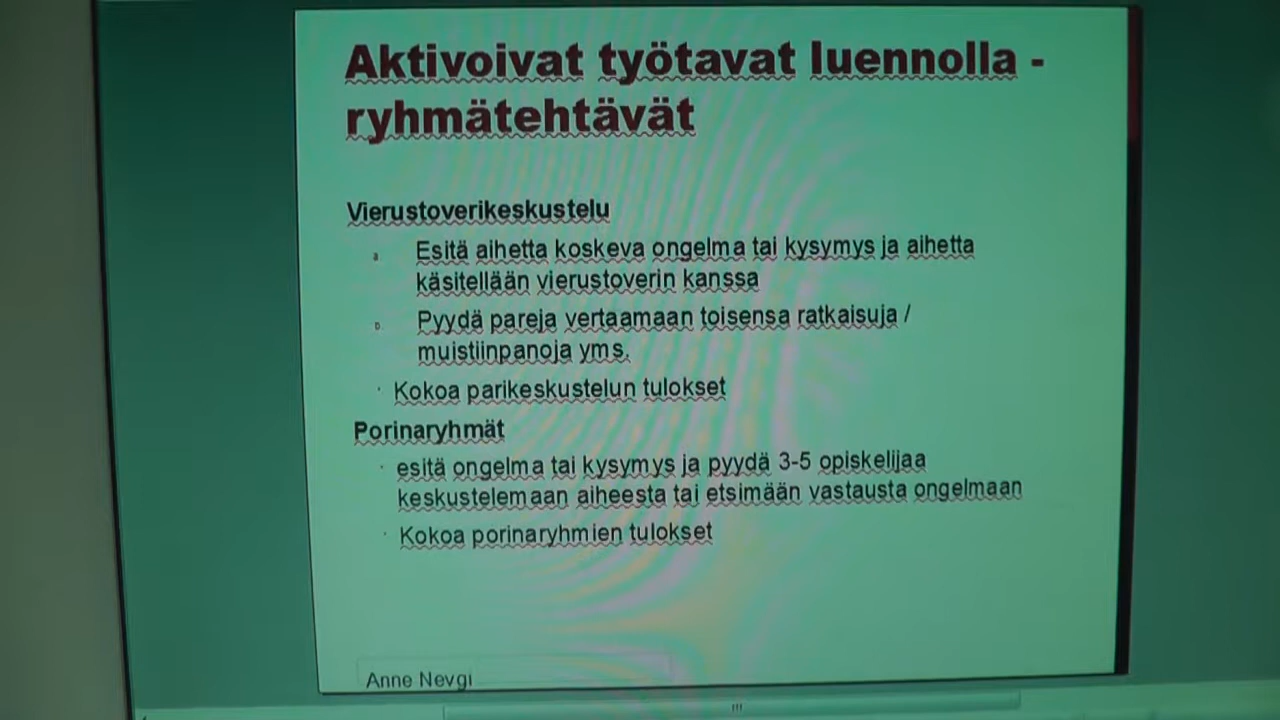 Aktivoivat työtavat luennolla -
ryhmätehtävät
Vierustoverikeskustelu
Esitä aihetta koskeva ongelma tai kysymys ja aihetta
käsitellään vierustoverin kanssa
Pyydä pareja vertaamaan toisensa ratkaisuja /
muistiinpanoja yms.
· Kokoa parikeskustelun tulokset
Porinaryhmät
· esitä ongelma tai kysymys ja pyydä 3-5 opiskelijaa
keskustelemaan aiheesta tai etsimään vastausta ongelmaan
· Kokoa porinaryhmien tulokset
Anne Nevgi